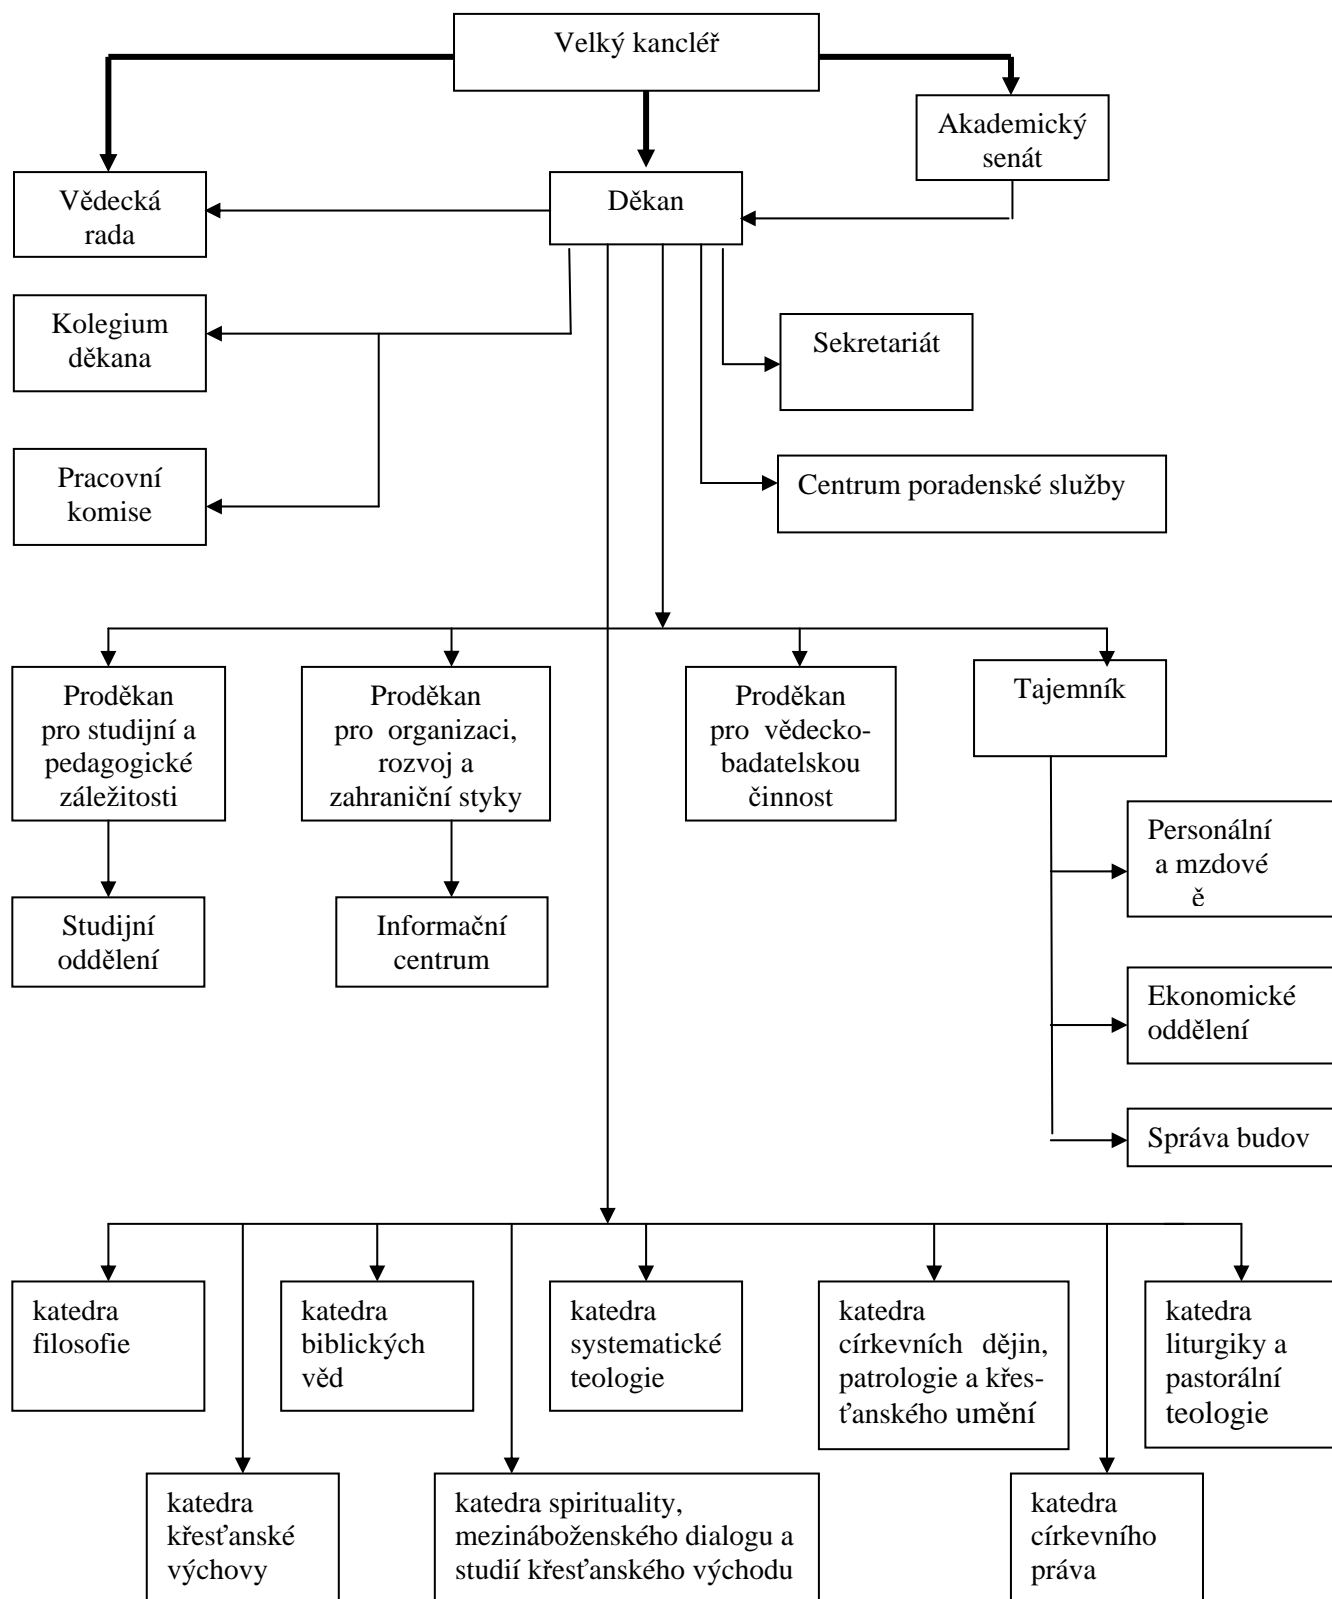 Velký kancléř
Akademický
senát
Vědecká
rada
Děkan
Kolegium
děkana
Sekretariát
Pracovní
komise
Centrum poradenské služby
Proděkan
pro studijní a
pedagogické
záležitosti
Proděkan
pro organizaci,
rozvoj a
zahraniční styky
Proděkan
pro vědecko-
badatelskou
činnost
Tajemník
Personální
a mzdové
ě
Studijní
oddělení
Informační
centrum
Ekonomické
oddělení
Správa budov
katedra
filosofie
katedra
biblických
věd
katedra
systematické
teologie
katedra
církevních dějin,
patrologie a křes-
ťanského umění
katedra
liturgiky a
pastorální
teologie
katedra
křesťanské
výchovy
katedra spirituality,
mezináboženského dialogu a
studií křesťanského východu
katedra
církevního
práva